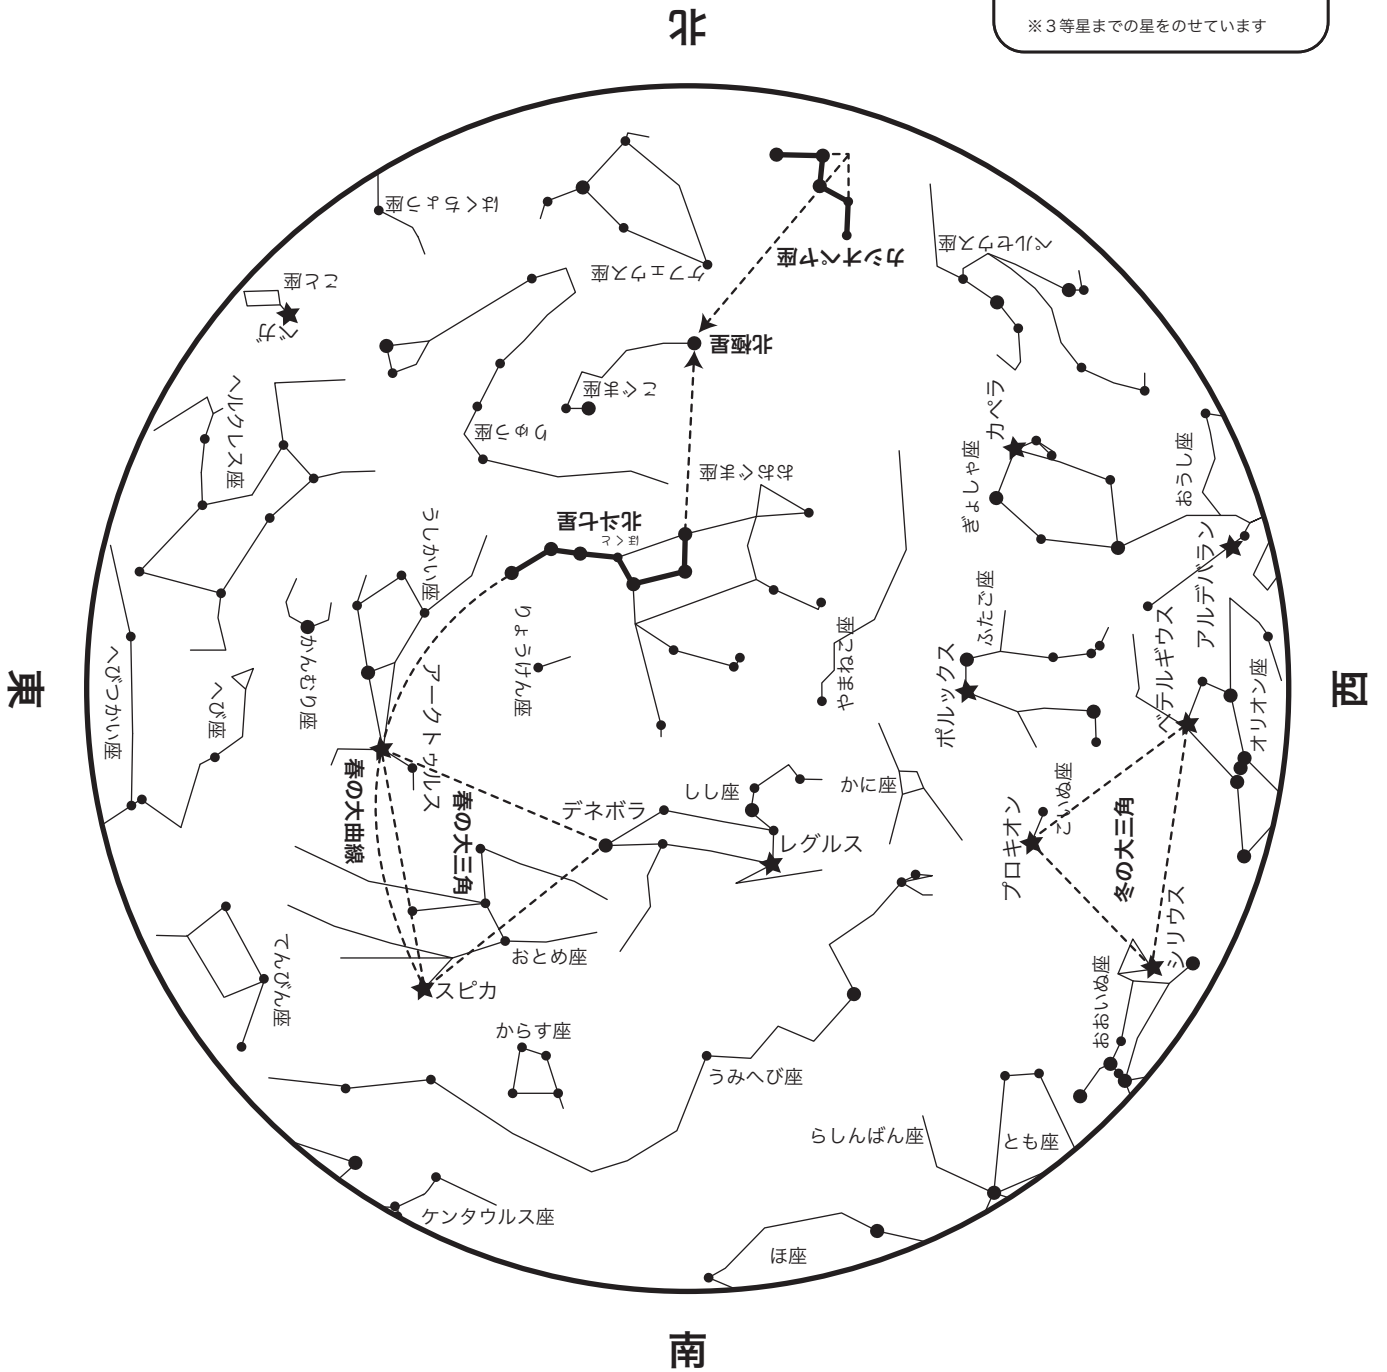 ※３等星までの星をのせています
北
はくちょう座
カシオペヤ座
ペルセウス座
ケフェウス座
こと座
ベガ
北極星
こぐま座
りゅう座
ヘルクレス座
カペラ
ぎょしゃ座
おうし座
おおぐま座
北斗七星
ほくと
うしかい座
アルデバラン
ふたご座
りょうけん座
やまねこ座
ベテルギウス
かんむり座
へびつかい座
へび座
東
西
アークトゥルス
ポルックス
オリオン座
春の大曲線
春の大三角
デネボラ
しし座
かに座
こいぬ座
レグルス
プロキオン
冬の大三角
シリウス
おとめ座
てんびん座
スピカ
おおいぬ座
からす座
うみへび座
らしんばん座
とも座
ケンタウルス座
ほ座
南